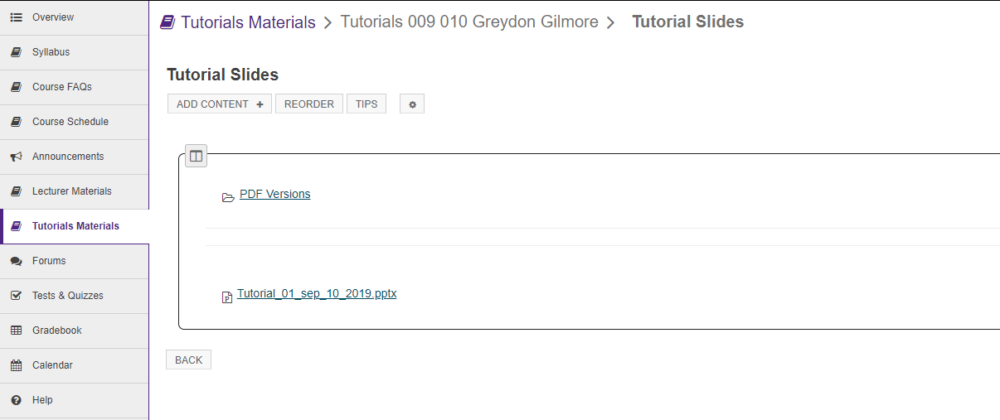 Overview
Syllabus
Course FAQs
Course Schedule
Announcements
Lecturer Materials
Tutorials Materials
Forums
Tests & Quizzes
Gradebook
Calendar
Help
Tutorials Materials > Tutorials 009 010 Greydon Gilmore > Tutorial Slides
Tutorial Slides
ADD CONTENT + REORDER TIPS
PDF Versions
Tutorial_01_sep_10_2019.pptx
BACK